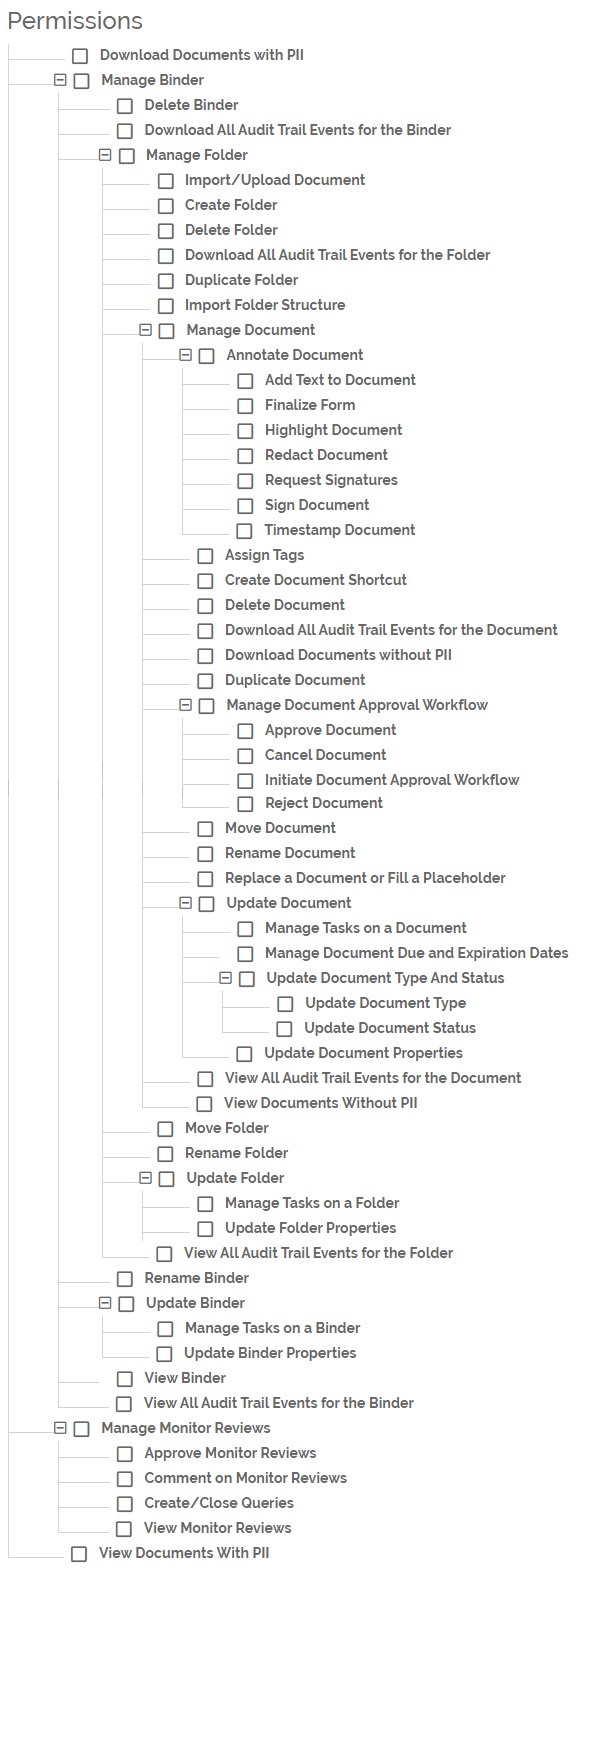 Permissions
Download Documents with PII
Manage Binder
Delete Binder
Download All Audit Trail Events for the Binder
Manage Folder
Import/Upload Document
Create Folder
Delete Folder
Download All Audit Trail Events for the Folder
Duplicate Folder
Import Folder Structure
Manage Document
Annotate Document
Add Text to Document
Finalize Form
Highlight Document
Redact Document
Request Signatures
Sign Document
Timestamp Document
Assign Tags
Create Document Shortcut
Delete Document
Download All Audit Trail Events for the Document
Download Documents without PII
Duplicate Document
Manage Document Approval Workflow
Approve Document
Cancel Document
Initiate Document Approval Workflow
Reject Document
Move Document
Rename Document
Replace a Document or Fill a Placeholder
Update Document
Manage Tasks on a Document
Manage Document Due and Expiration Dates
Update Document Type And Status
Update Document Type
Update Document Status
Update Document Properties
View All Audit Trail Events for the Document
View Documents Without PII
Move Folder
Rename Folder
Update Folder
Manage Tasks on a Folder
Update Folder Properties
View All Audit Trail Events for the Folder
Rename Binder
Update Binder
Manage Tasks on a Binder
Update Binder Properties
View Binder
View All Audit Trail Events for the Binder
Manage Monitor Reviews
Approve Monitor Reviews
Comment on Monitor Reviews
Create/Close Queries
View Monitor Reviews
View Documents With PII